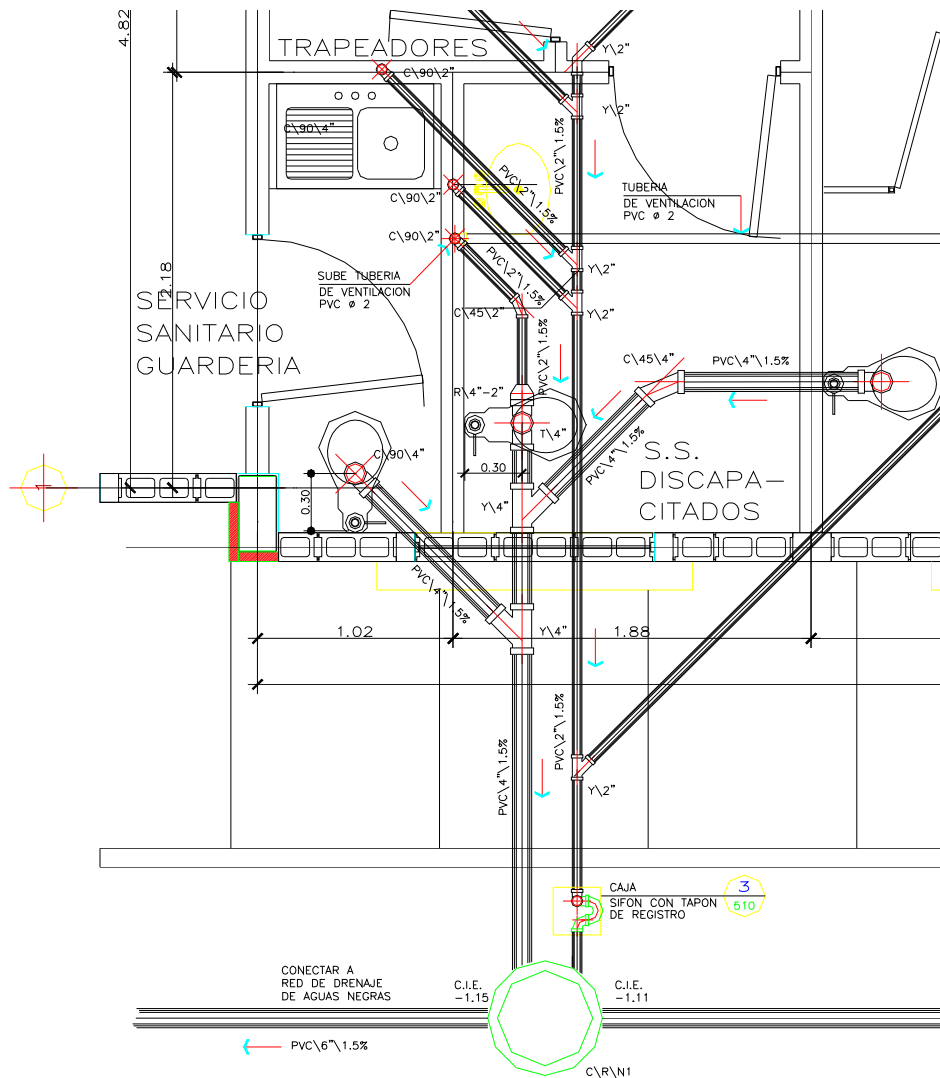 4.82
TRAPEADORES
C\90\2"
Y\2"
Y\2"
C\90\4"
PVC\2"\1.5%
PVC\2"\1.5%
C\90\2"
TUBERIA
DE VENTILACION
PVC ø 2
C\90\2"
2.18
SUBE TUBERIA
DE VENTILACION
PVC ø 2
PVC\2"\1.5%
Y\2"
SERVICIO
SANITARIO
GUARDERIA
C\45\2"
Y\2"
PVC\2"\1.5%
C\45\4"
PVC\4"\1.5%
R\4"-2"
T\4"
C\90\4"
0.30
0.30
PVC\4"\1.5%
S.S.
DISCAPA-
CITADOS
1
Y\4"
PVC\4"\1.5%
1.02
Y\4"
1.88
PVC\4"\1.5%
PVC\2"\1.5%
Y\2"
CAJA
SIFON CON TAPON
DE REGISTRO
3
610
CONECTAR A
RED DE DRENAJE
DE AGUAS NEGRAS
C.I.E.
-1.15
C.I.E.
-1.11
PVC\6"\1.5%
C\R\N1